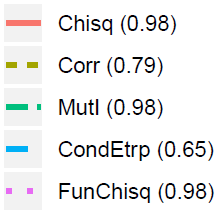 Chisq (0.98)
Corr (0.79)
MutI (0.98)
CondEtrp (0.65)
FunChisq (0.98)